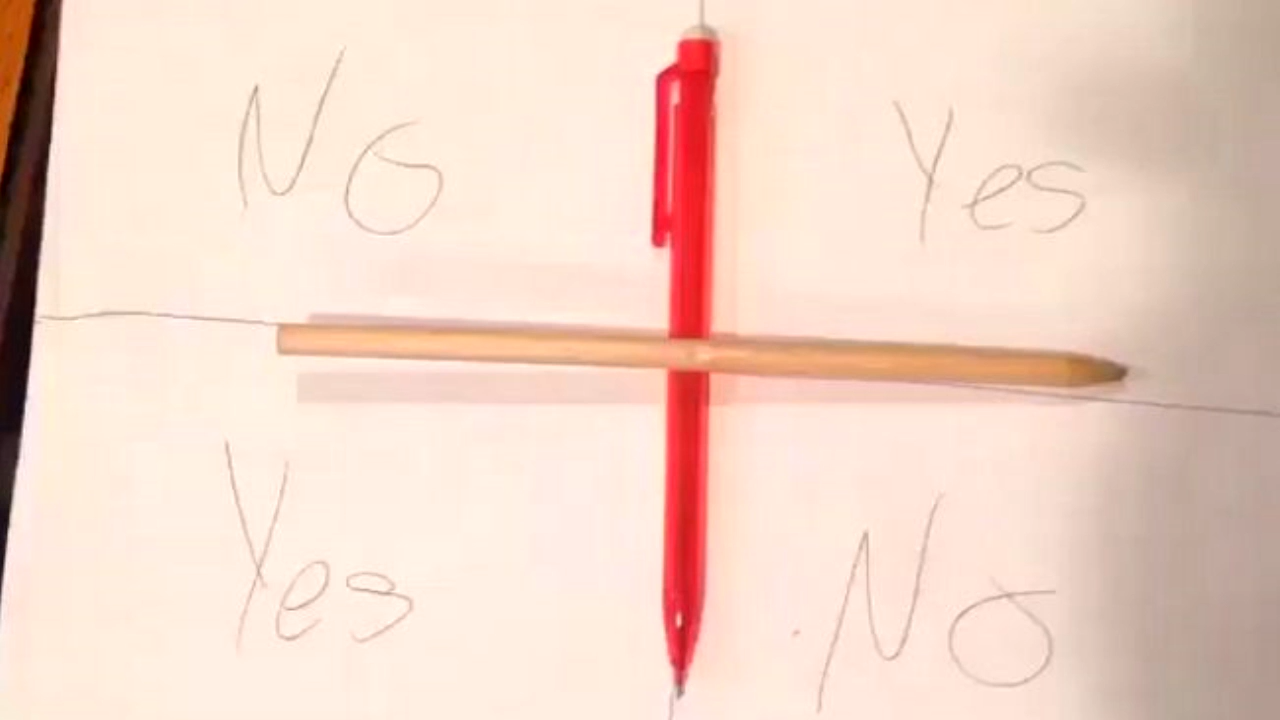 No Yes
Yes No